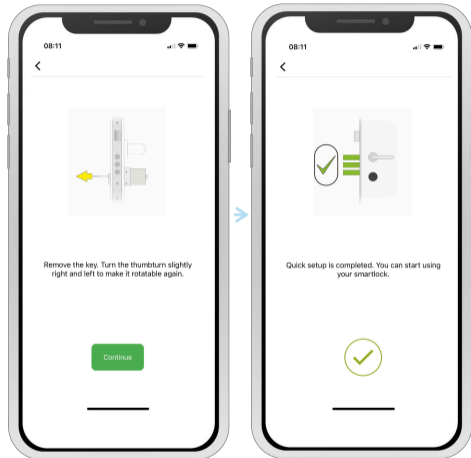 08:11
Remove the key. Turn the thumbturn slightly
right and left to make it rotatable again.
Continue
08:11
Quick setup is completed. You can start using
your smartlock.